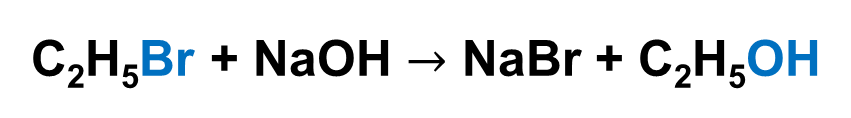 C₂H₅Br + NaOH → NaBr + C₂H₅OH